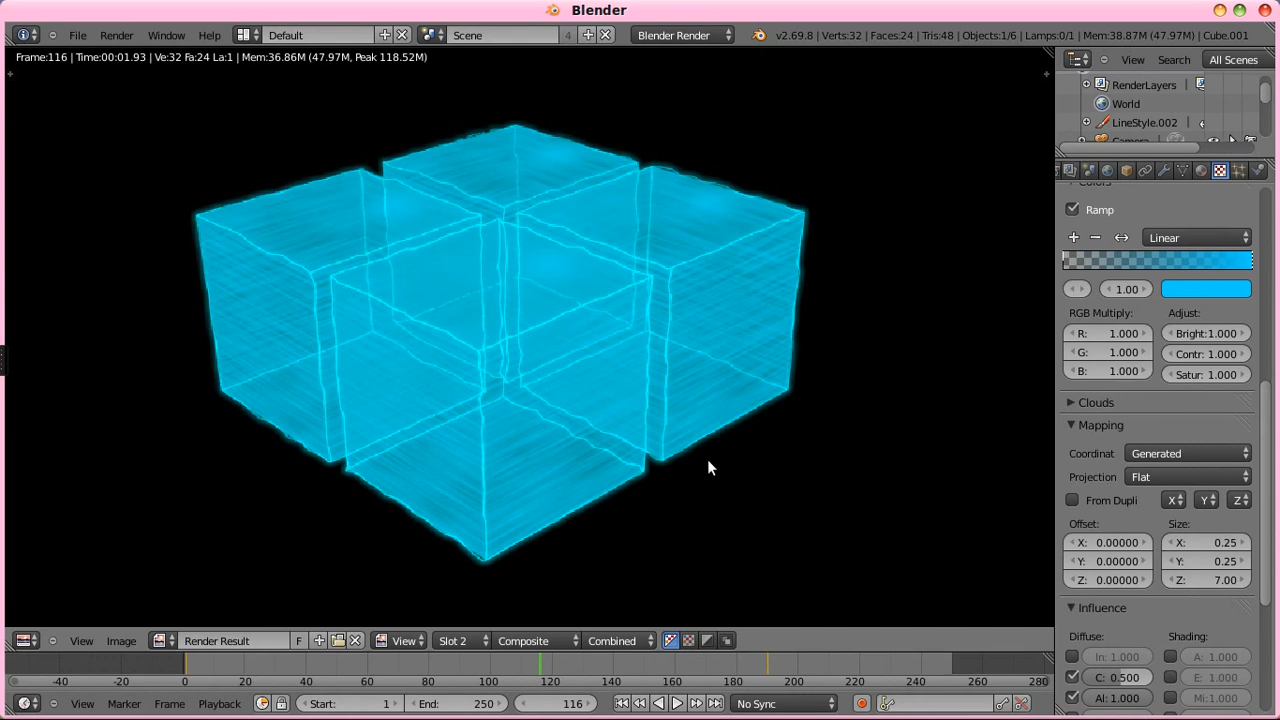 Blender
File Render Window Help Default Scene 4 Blender Render v2.69.8 | Verts:32 | Faces:24 | Tris:48 | Objects:1/6 | Lamps:0/1 | Mem:38.87M (47.97M) | Cube.001
Frame:116 | Time:00:01.93 | Ve:32 Fa:24 La:1 | Mem:36.86M (47.97M, Peak 118.52M)
View Search All Scenes
RenderLayers
World
LineStyle.002
Camera
Colors
Ramp
Linear
1.00
RGB Multiply: Adjust:
R: 1.000 Bright:1.000
G: 1.000 Contr: 1.000
B: 1.000 Satur: 1.000
Clouds
Mapping
Coordinat Generated
Projection Flat
From Dupli X Y Z
Offset: Size:
X: 0.00000 X: 0.25
Y: 0.00000 Y: 0.25
Z: 0.00000 Z: 7.00
Influence
Diffuse: Shading:
In: 1.000 A: 1.000
C: 0.500 E: 1.000
Al: 1.000 Mi: 1.000
View Image Render Result F View Slot 2 Composite Combined
-40 -20 0 20 40 60 80 100 120 140 160 180 200 220 240 260 280
View Marker Frame Playback Start: 1 End: 250 116 No Sync